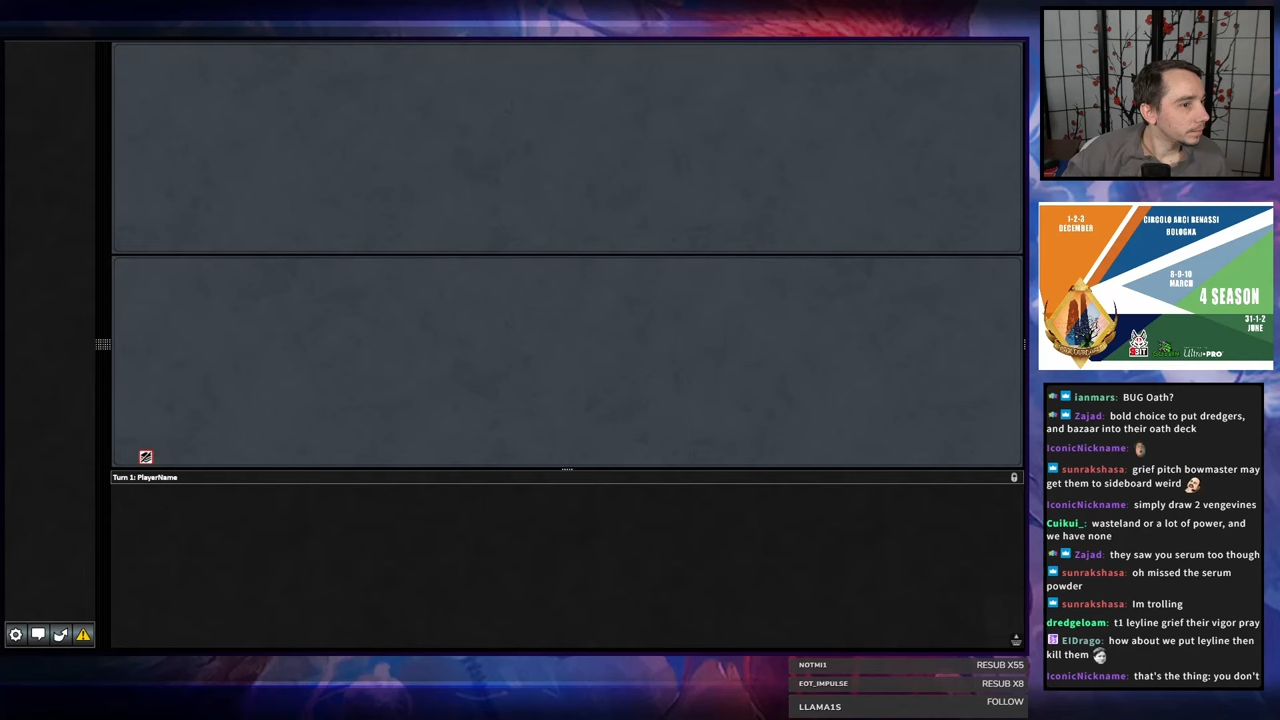 1-2-3
DECEMBER
CIRCOLO ARCI BENASSI
BOLOGNA
8-9-10
MARCH
4 SEASON
31-1-2
JUNE
Ultra•PRO
Turn 1: PlayerName
ianmars: BUG Oath?
Zajad: bold choice to put dredgers,
and bazaar into their oath deck
IconicNickname:
sunrakshasa: grief pitch bowmaster may
get them to sideboard weird
IconicNickname: simply draw 2 vengevines
Cuikui_: wasteland or a lot of power, and
we have none
Zajad: they saw you serum too though
sunrakshasa: oh missed the serum
powder
sunrakshasa: Im trolling
dredgeloam: t1 leyline grief their vigor pray
ElDrago: how about we put leyline then
kill them
IconicNickname: that's the thing: you don't
NOTMI1 RESUB X55
EOT_IMPULSE RESUB X8
LLAMA1S FOLLOW